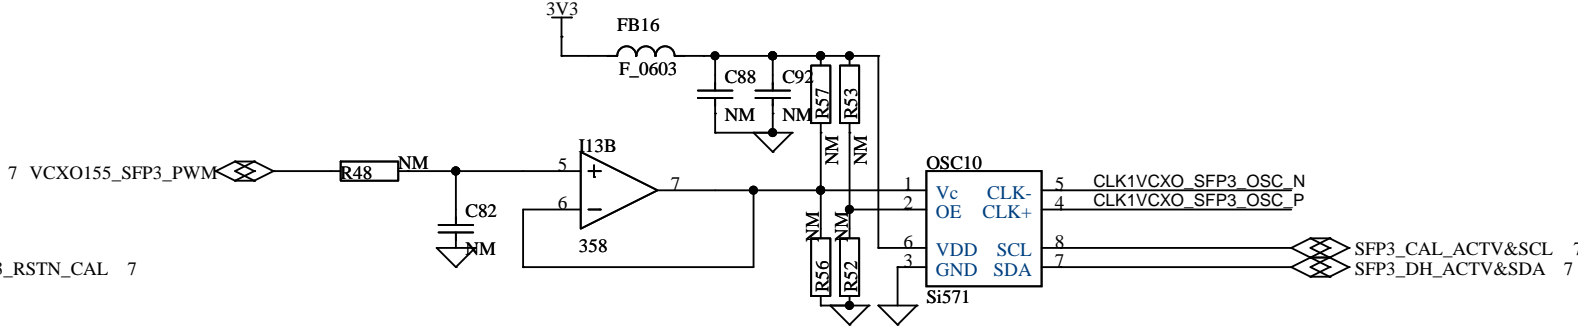 3V3
FB16
F_0603
C88
C92
NM
NM
R57
R53
NM
NM
I13B
7 VCXO155_SFP3_PWM
R48
NM
5
6
7
358
C82
NM
3_RSTN_CAL 7
NM
NM
R56
R52
OSC10
1
Vc
CLK-
5
CLK1VCXO_SFP3_OSC_N
2
OE
CLK+
4
CLK1VCXO_SFP3_OSC_P
6
VDD
SCL
8
SFP3_CAL_ACTV&SCL 7
3
GND
SDA
7
SFP3_DH_ACTV&SDA 7
Si571